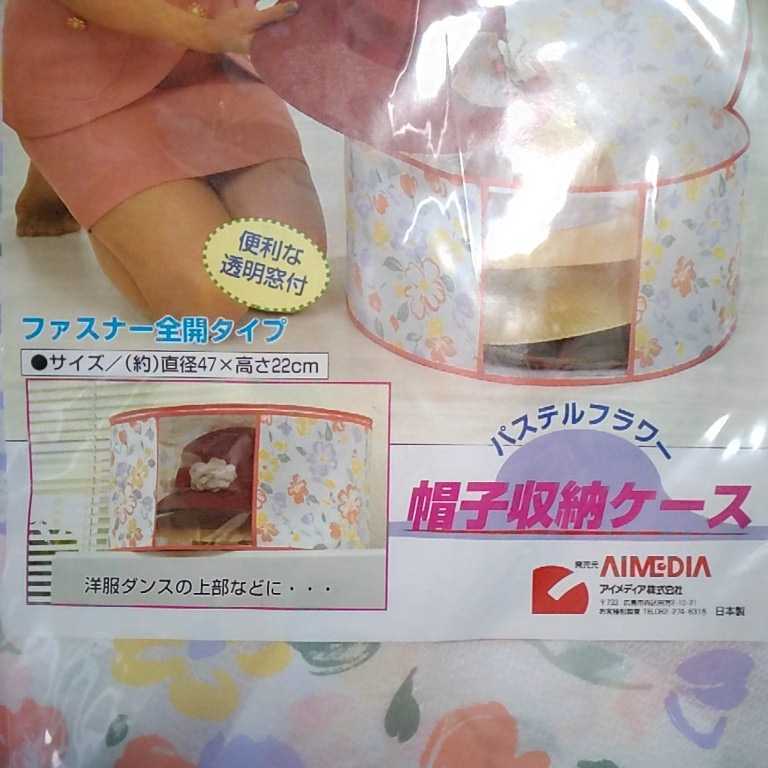 便利な
透明窓付
ファスナー全開タイプ
●サイズ／(約)直径47×高さ22cm
洋服ダンスの上部などに・・・
パステルフラワー
帽子収納ケース
発売元 AIMEDIA
アイメディア株式会社
日本製